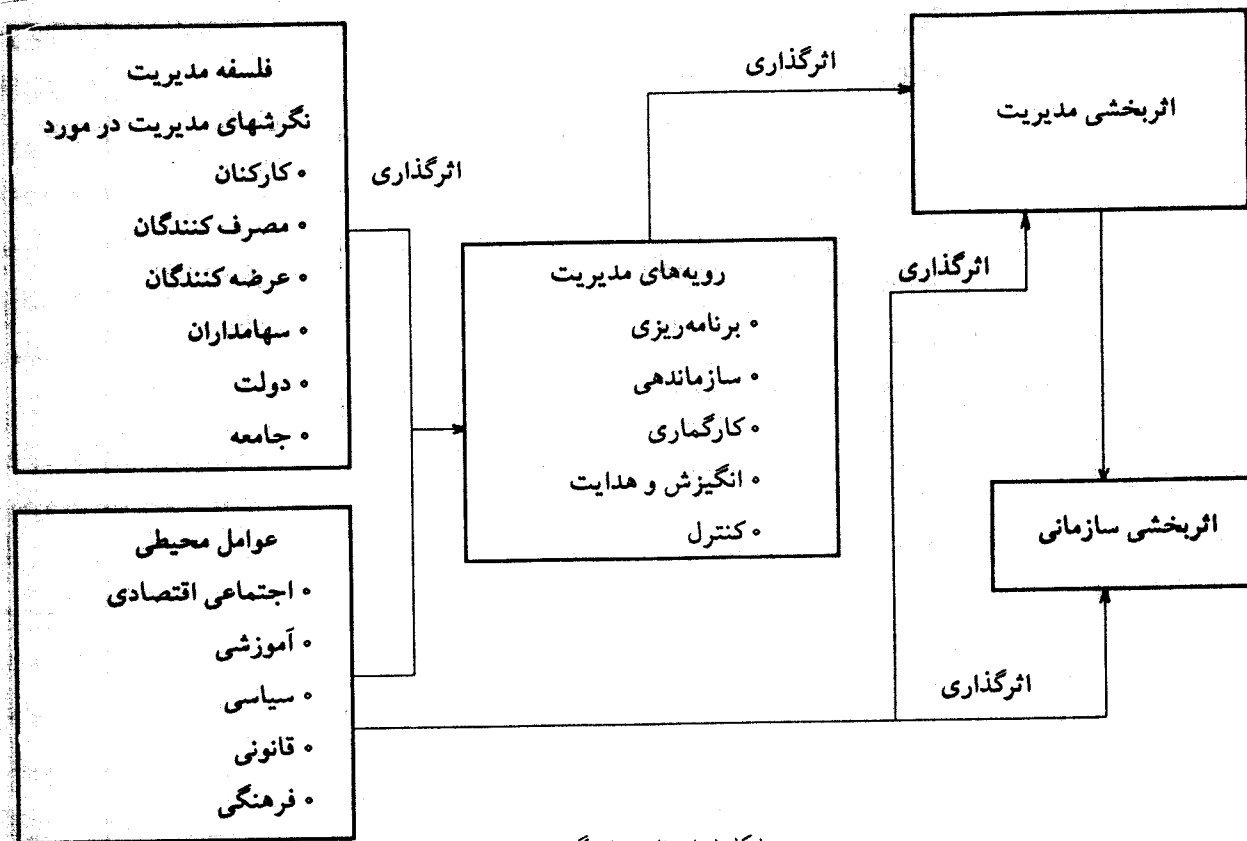 فلسفه مدیریت
نگرشهای مدیریت در مورد
• کارکنان
• مصرف کنندگان
• عرضه کنندگان
• سهامداران
• دولت
• جامعه
اثرگذاری
عوامل محیطی
• اجتماعی اقتصادی
• آموزشی
• سیاسی
• قانونی
• فرهنگی
رویه‌های مدیریت
• برنامه‌ریزی
• سازماندهی
• کارگماری
• انگیزش و هدایت
• کنترل
اثرگذاری
اثربخشی مدیریت
اثرگذاری
اثربخشی سازمانی
اثرگذاری